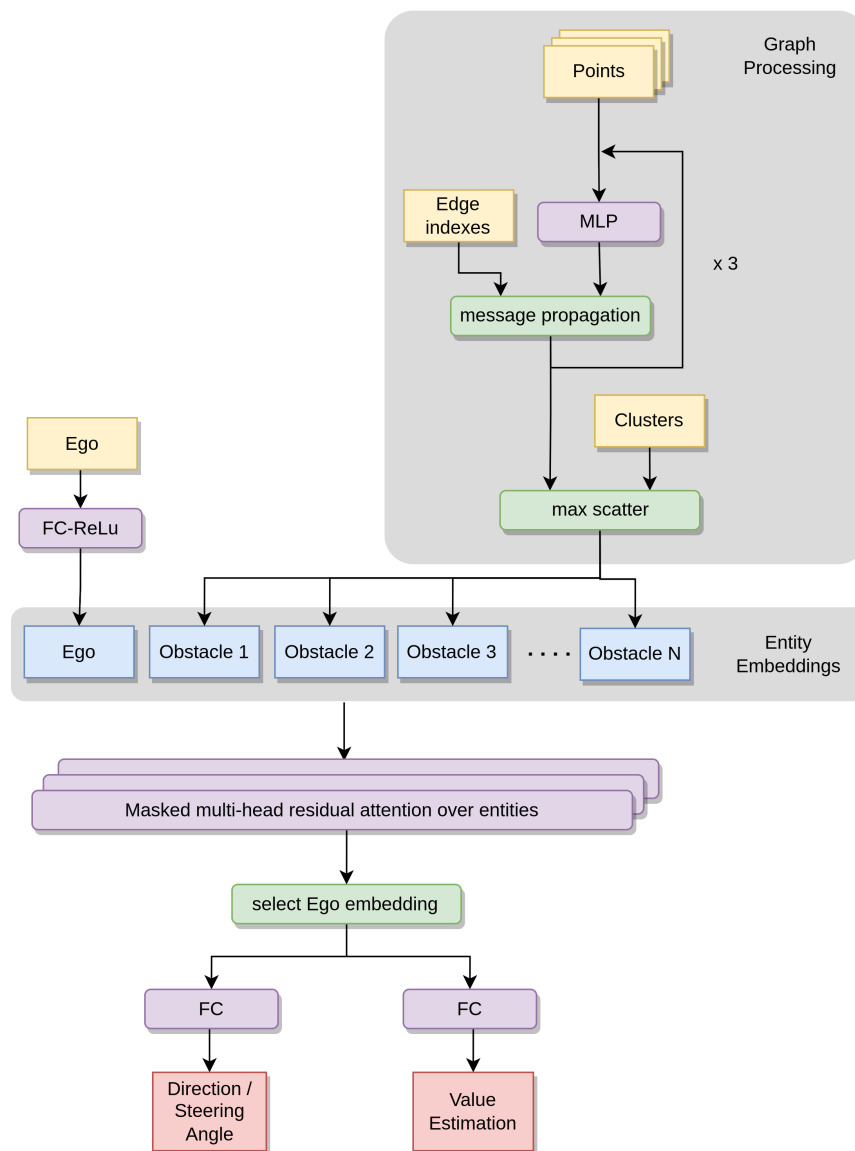 Graph
Processing
Points
Edge
indexes
MLP
x 3
message propagation
Clusters
Ego
max scatter
FC-ReLu
Ego
Obstacle 1
Obstacle 2
Obstacle 3
. . . .
Obstacle N
Entity
Embeddings
Masked multi-head residual attention over entities
select Ego embedding
FC
FC
Direction /
Steering
Angle
Value
Estimation